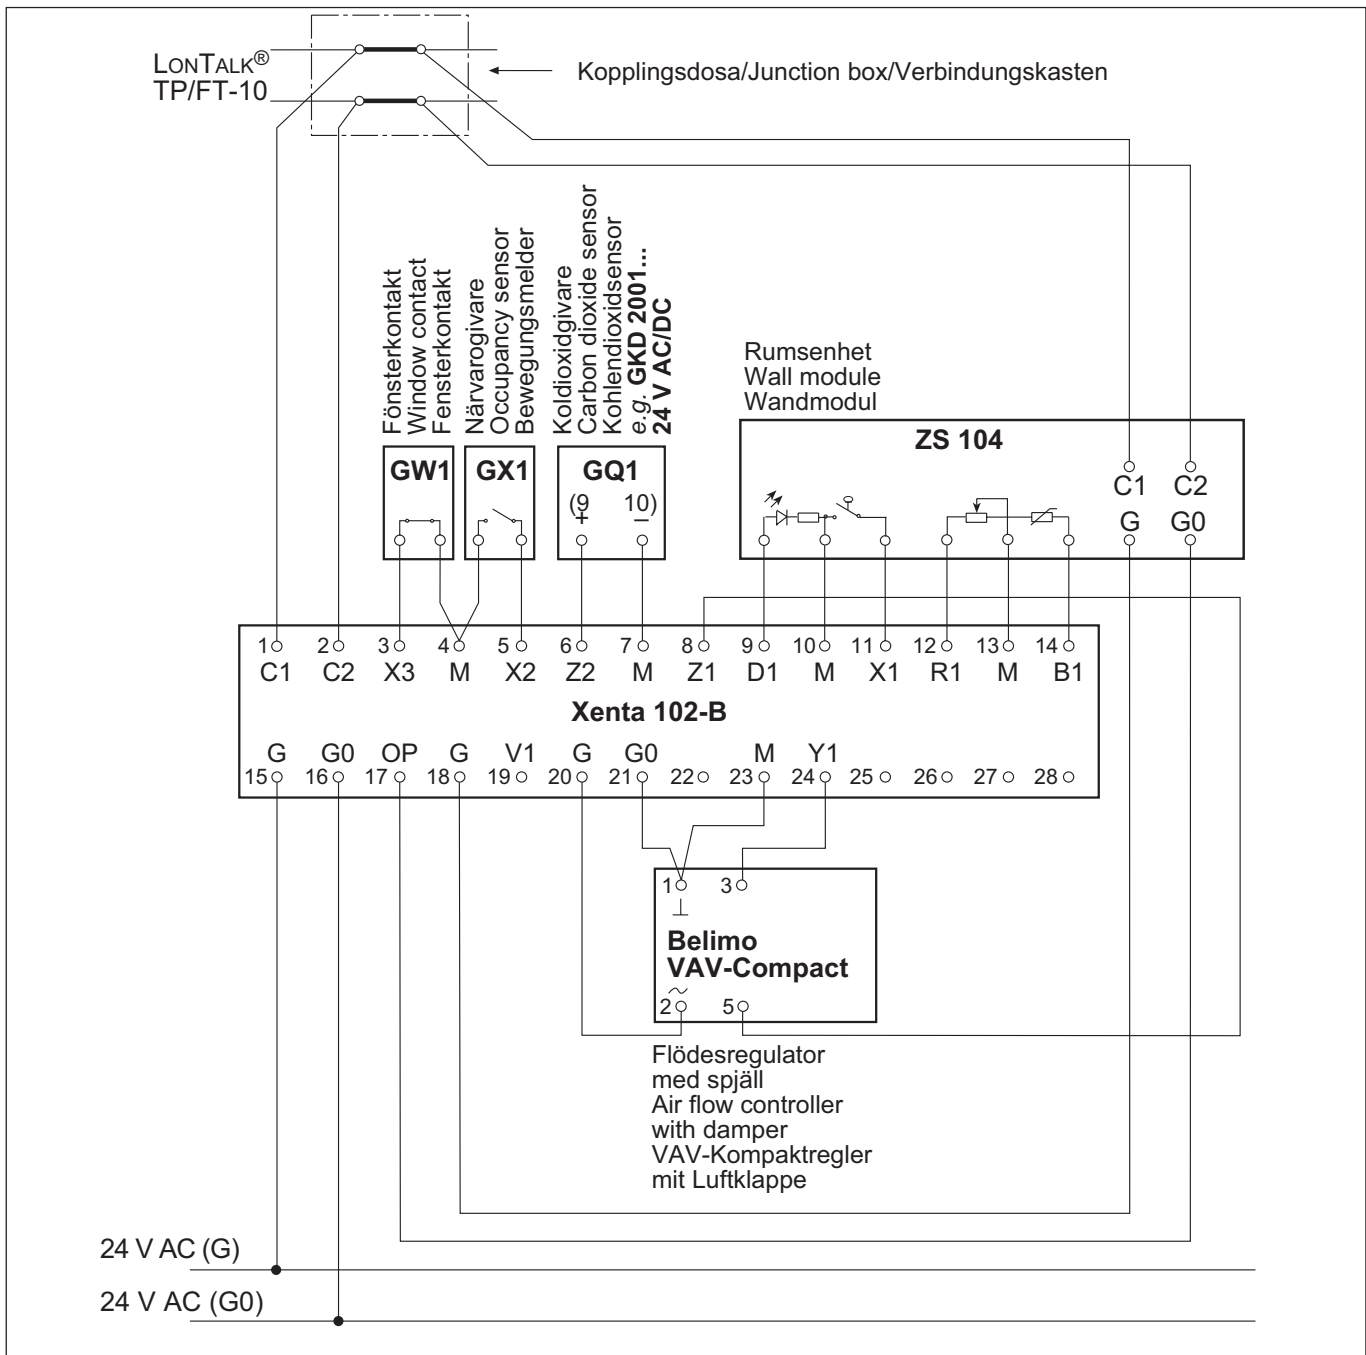 LONTALK®
TP/FT-10
Kopplingsdosa/Junction box/Verbindungskasten
Fönsterkontakt
Window contact
Fensterkontakt
Närvarogivare
Occupancy sensor
Bewegungsmelder
Koldioxidgivare
Carbon dioxide sensor
Kohlendioxidsensor
e.g. GKD 2001...
24 V AC/DC
Rumsenhet
Wall module
Wandmodul
GW1
GX1
GQ1
(9 10)
+ –
ZS 104
C1 C2
G G0
1 2 3 4 5 6 7 8 9 10 11 12 13 14
C1 C2 X3 M X2 Z2 M Z1 D1 M X1 R1 M B1
Xenta 102-B
G G0 OP G V1 G G0 M Y1
15 16 17 18 19 20 21 22 23 24 25 26 27 28
1 3
⊥
Belimo
VAV-Compact
~
2 5
Flödesregulator
med spjäll
Air flow controller
with damper
VAV-Kompaktregler
mit Luftklappe
24 V AC (G)
24 V AC (G0)